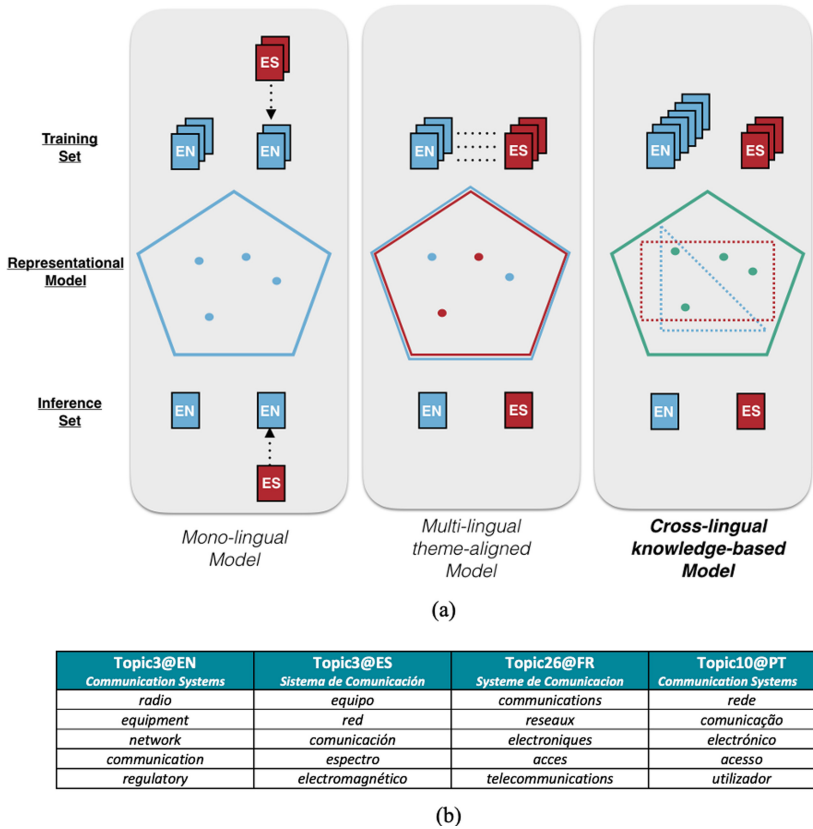 ES
Training
Set
EN EN EN ES EN ES
Representational
Model
Inference
Set
EN EN EN ES EN ES
ES
Mono-lingual
Model
Multi-lingual
theme-aligned
Model
Cross-lingual
knowledge-based
Model
(a)
Topic3@EN Topic3@ES Topic26@FR Topic10@PT
Communication Systems Sistema de Comunicación Systeme de Comunicacion Communication Systems
radio equipo communications rede
equipment red reseaux comunicação
network comunicación electroniques electrónico
communication espectro acces acesso
regulatory electromagnético telecommunications utilizador
(b)